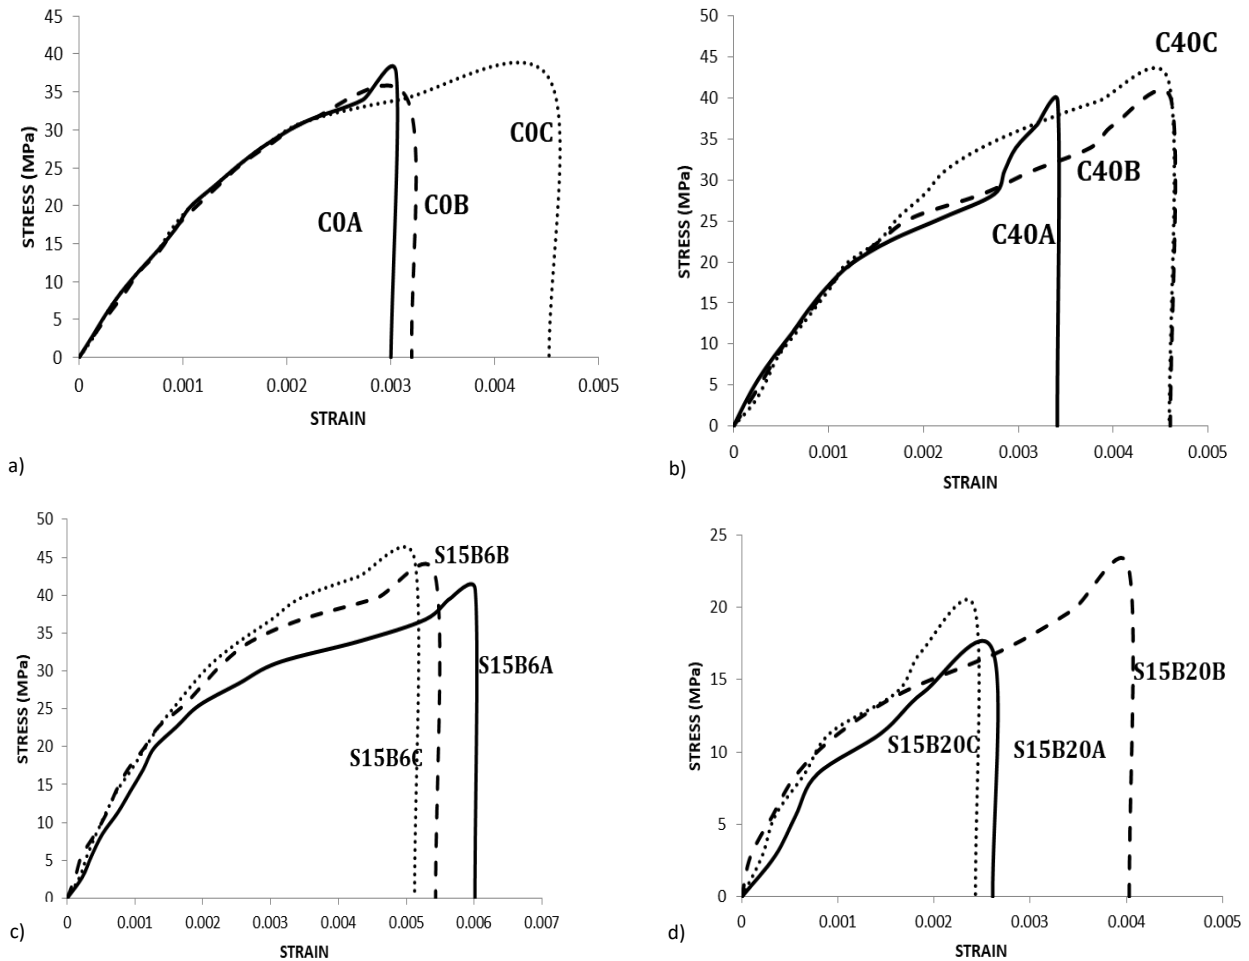 45
40
35
30
25
20
15
10
5
0
STRESS (MPa)
C0A
C0B
C0C
0 0.001 0.002 0.003 0.004 0.005
STRAIN
a)
50
45
40
35
30
25
20
15
10
5
0
STRESS (MPa)
C40C
C40B
C40A
0 0.001 0.002 0.003 0.004 0.005
STRAIN
b)
50
45
40
35
30
25
20
15
10
5
0
STRESS (MPa)
S15B6B
S15B6A
S15B6C
0 0.001 0.002 0.003 0.004 0.005 0.006 0.007
STRAIN
c)
25
20
15
10
5
0
STRESS (MPa)
S15B20B
S15B20C
S15B20A
0 0.001 0.002 0.003 0.004 0.005
STRAIN
d)